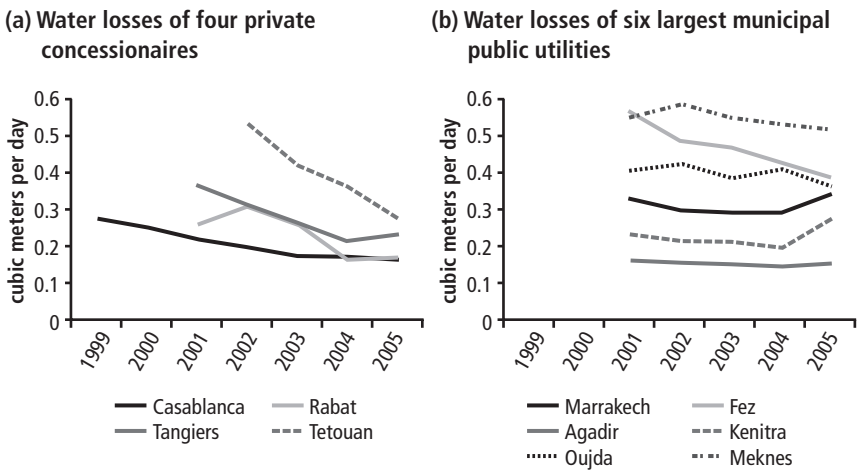 (a) Water losses of four private
concessionaires
cubic meters per day
0.6
0.5
0.4
0.3
0.2
0.1
0
1999
2000
2001
2002
2003
2004
2005
Casablanca
Rabat
Tangiers
Tetouan
(b) Water losses of six largest municipal
public utilities
cubic meters per day
0.6
0.5
0.4
0.3
0.2
0.1
0
1999
2000
2001
2002
2003
2004
2005
Marrakech
Fez
Agadir
Kenitra
Oujda
Meknes